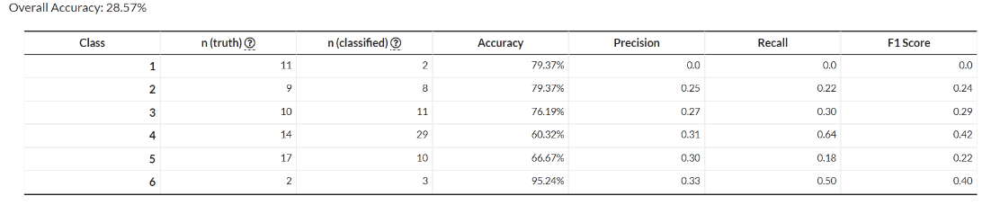 Overall Accuracy: 28.57%
Class n (truth) ? n (classified) ? Accuracy Precision Recall F1 Score
1 11 2 79.37% 0.0 0.0 0.0
2 9 8 79.37% 0.25 0.22 0.24
3 10 11 76.19% 0.27 0.30 0.29
4 14 29 60.32% 0.31 0.64 0.42
5 17 10 66.67% 0.30 0.18 0.22
6 2 3 95.24% 0.33 0.50 0.40